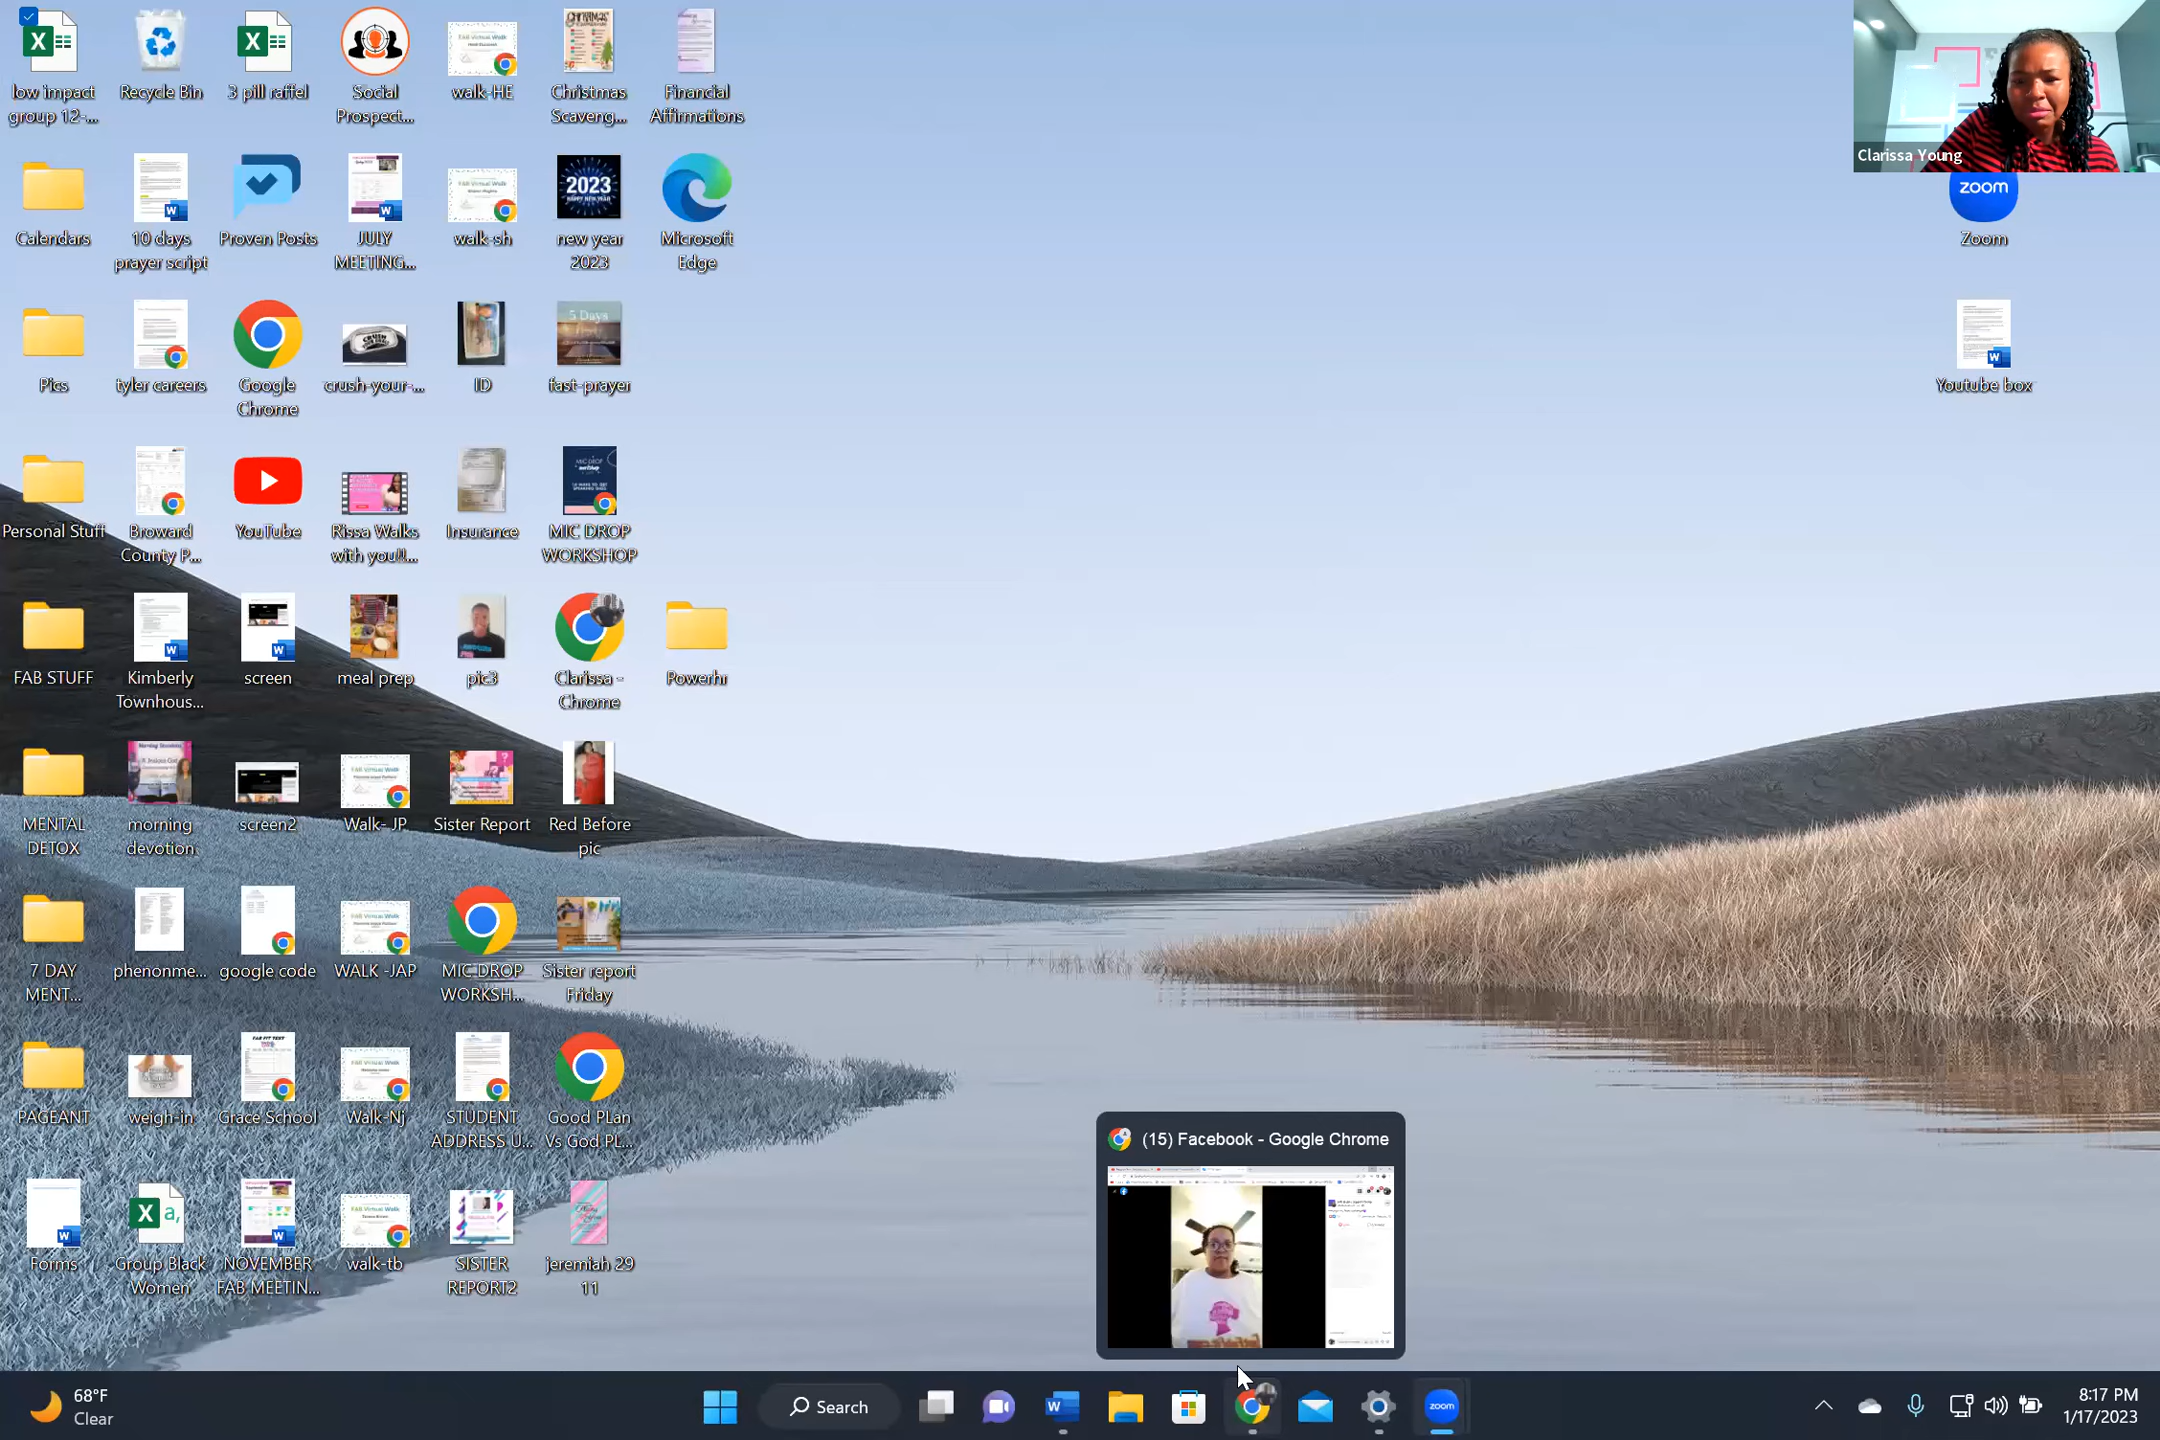 low impact
group 12-...
Recycle Bin
3 pill raffel
Social
Prospect...
walk-HE
Christmas
Scaveng...
Financial
Affirmations
Clarissa Young
zoom
Zoom
Calendars
10 days
prayer script
Proven Posts
JULY
MEETING...
walk-sh
2023
new year
2023
Microsoft
Edge
Pics
tyler careers
Google
Chrome
crush-your-...
ID
5 Days
fast-prayer
Youtube box
Personal Stuff
Broward
County P...
YouTube
Rissa Walks
with you!!...
Insurance
MIC DROP
WORKSHOP
FAB STUFF
Kimberly
Townhous...
screen
meal prep
pic3
Clarissa -
Chrome
Powerhr
MENTAL
DETOX
morning
devotion
screen2
Walk- JP
Sister Report
Red Before
pic
7 DAY
MENT...
phenonme...
google code
WALK -JAP
MIC DROP
WORKSH...
Sister report
Friday
PAGEANT
weigh-in
Grace School
Walk-Nj
STUDENT
ADDRESS U...
Good PLan
Vs God PL...
Forms
Group Black
Women
NOVEMBER
FAB MEETIN...
walk-tb
SISTER
REPORT2
jeremiah 29
11
(15) Facebook - Google Chrome
68°F
Clear
Search
zoom
8:17 PM
1/17/2023